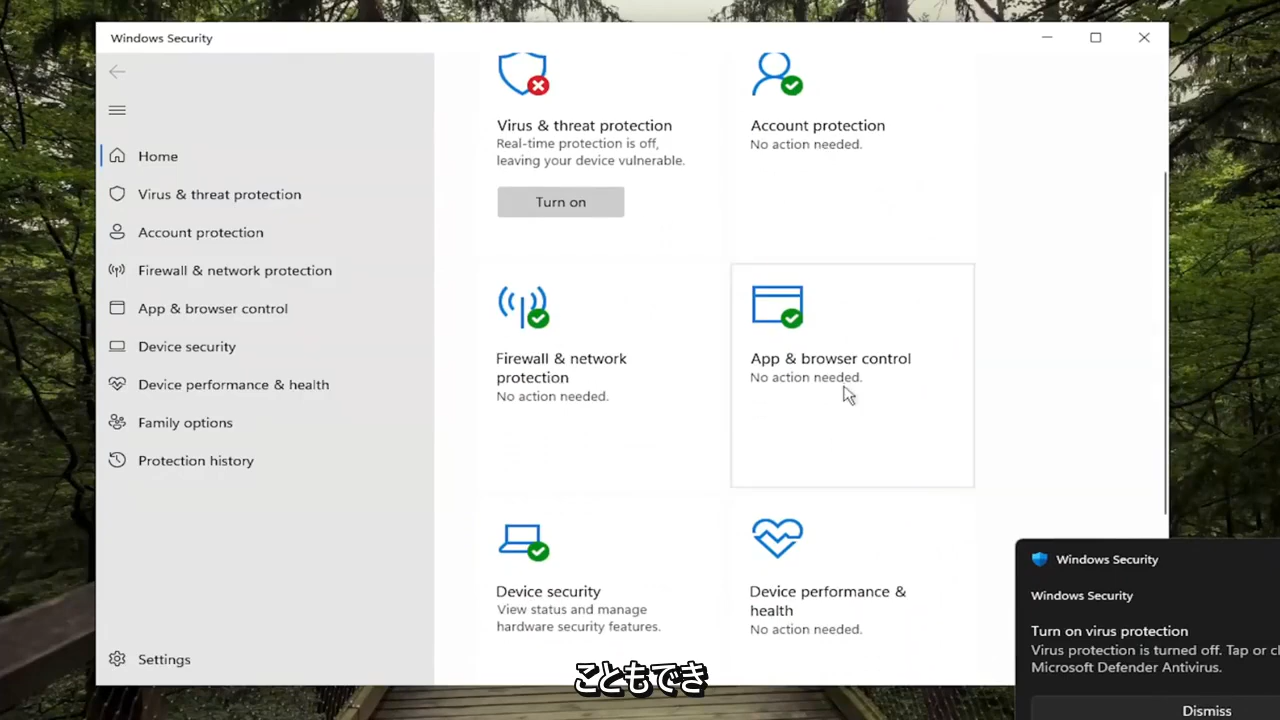 Windows Security
Home
Virus & threat protection
Account protection
Firewall & network protection
App & browser control
Device security
Device performance & health
Family options
Protection history
Settings
Virus & threat protection
Real-time protection is off,
leaving your device vulnerable.
Turn on
Account protection
No action needed.
Firewall & network
protection
No action needed.
App & browser control
No action needed.
Device security
View status and manage
hardware security features.
Device performance &
health
No action needed.
Windows Security
Windows Security
Turn on virus protection
Virus protection is turned off. Tap or
Microsoft Defender Antivirus.
Dismiss
こともでき